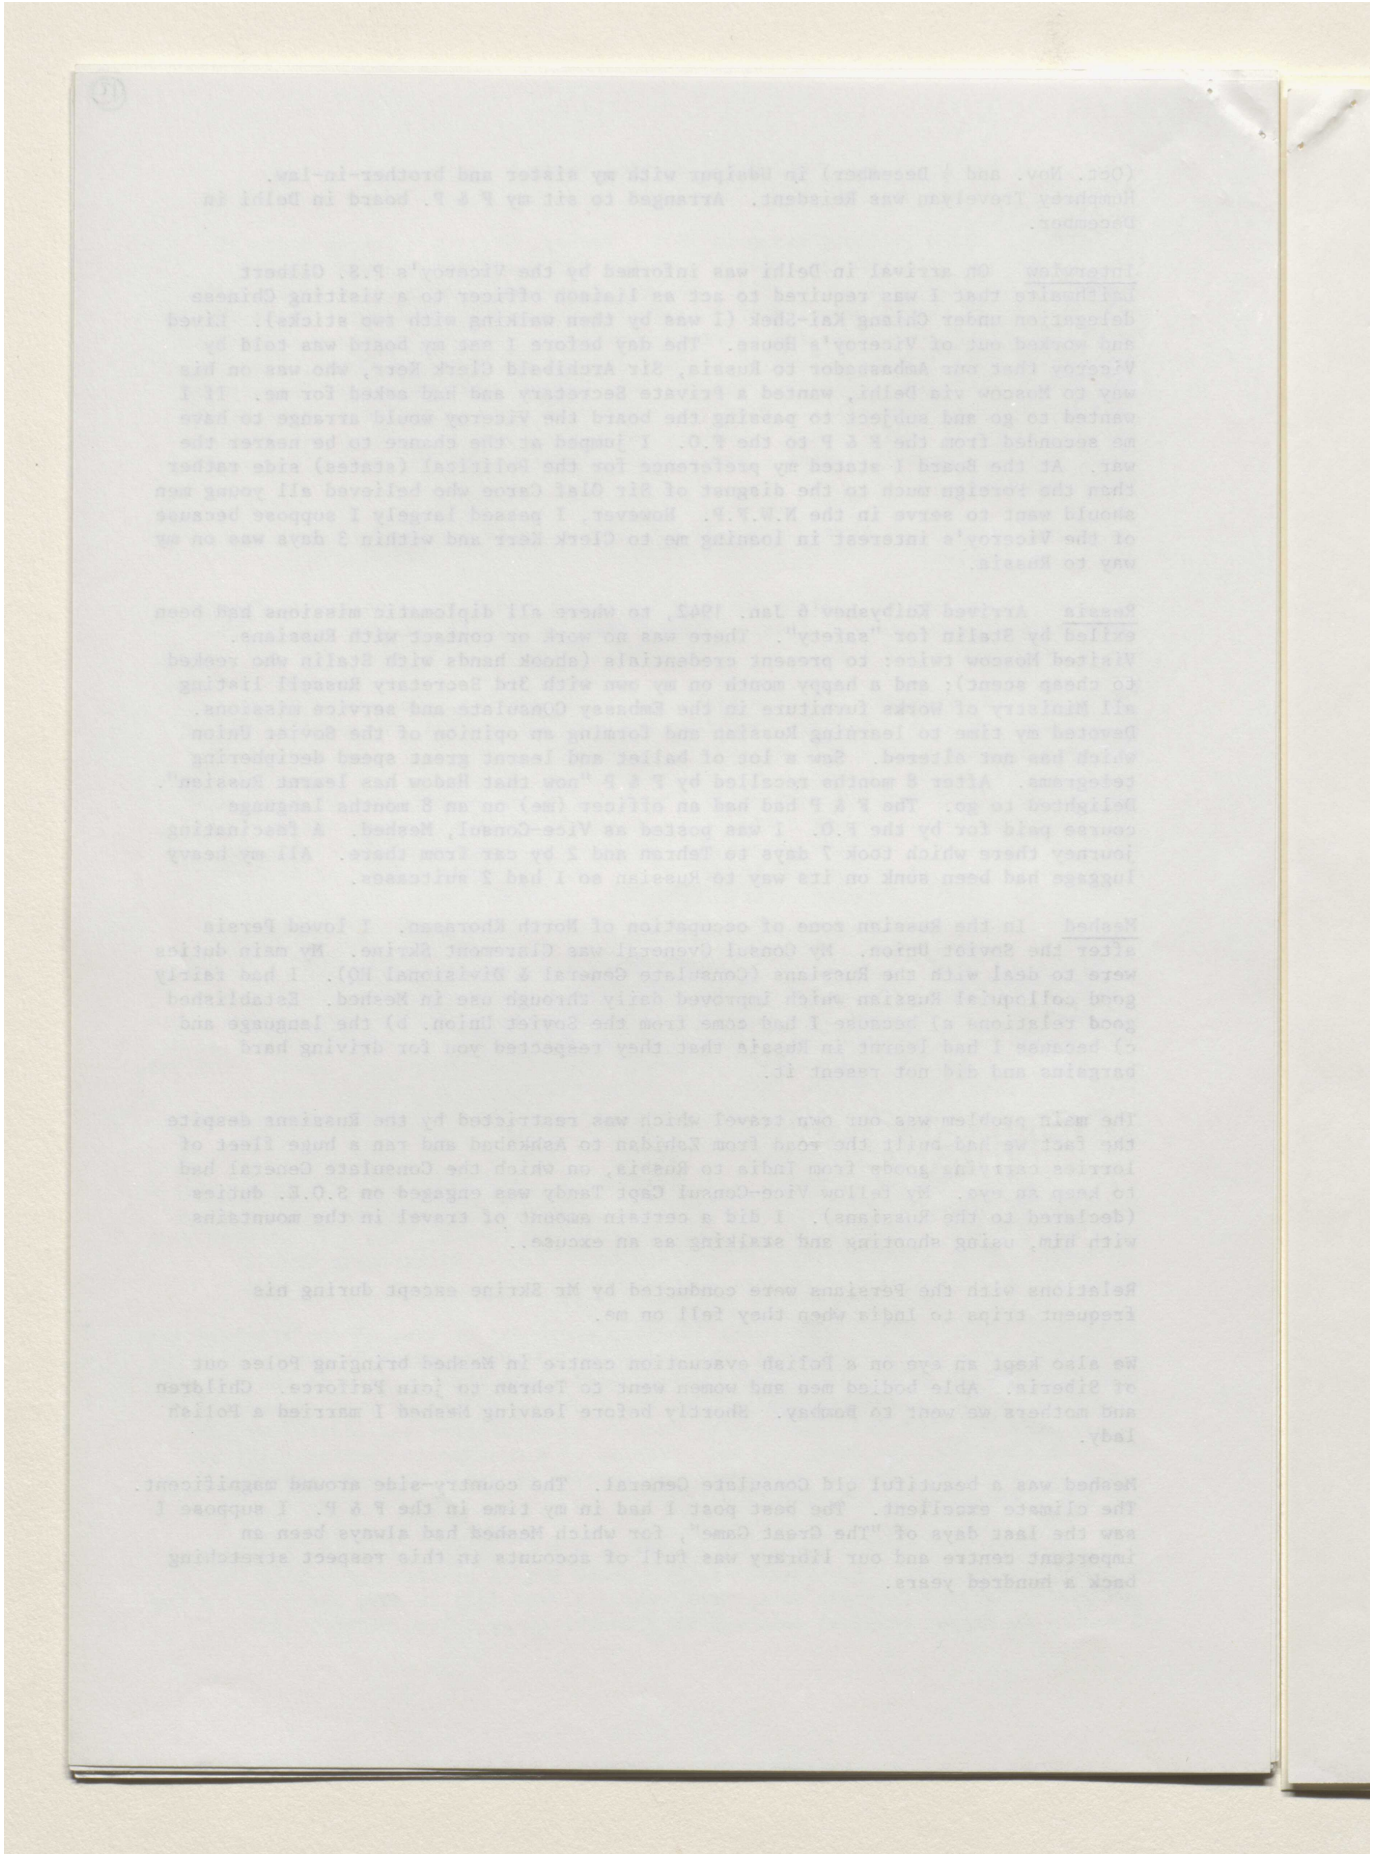 (Oct. Nov. and ½ December) in Udaipur with my sister and brother-in-law.
Humphrey Trevelyan was Reisdent. Arranged to sit my F & P. board in Delhi in
December.
Interview On arrival in Delhi was informed by the Viceroy's P.S. Gilbert
Laithwaite that I was required to act as liaison officer to a visiting Chinese
delegation under Chiang Kai-Shek (I was by then walking with two sticks). Lived
and worked out of Viceroy's House. The day before I sat my board was told by
Viceroy that our Ambassador to Russia, Sir Archibald Clerk Kerr, who was on his
way to Moscow via Delhi, wanted a Private Secretary and had asked for me. If I
wanted to go and subject to passing the board the Viceroy would arrange to have
me seconded from the F & P to the F.O. I jumped at the chance to be nearer the
war. At the Board I stated my preference for the Political (states) side rather
than the Foreign much to the disgust of Sir Olaf Caroe who believed all young men
should want to serve in the N.W.F.P. However, I passed largely I suppose because
of the Viceroy's interest in loaning me to Clerk Kerr and within 3 days was on my
way to Russia.
Russia Arrived Kuibyshev 6 Jan. 1942, to where all diplomatic missions had been
exiled by Stalin for "safety". There was no work or contact with Russians.
Visited Moscow twice: to present credentials (shook hands with Stalin who reeked
to cheap scent); and a happy month on my own with 3rd Secretary Russell listing
all Ministry of Works furniture in the Embassy Consulate and service missions.
Devoted my time to learning Russian and forming an opinion of the Soviet Union
which has not altered. Saw a lot of ballet and learnt great speed deciphering
telegrams. After 8 months recalled by F & P "now that Hadow has learnt Russian".
Delighted to go. The F & P had had an officer (me) on an 8 months language
course paid for by the F.O. I was posted as Vice-Consul, Meshed. A fascinating
journey there which took 7 days to Tehran and 2 by car from there. All my heavy
luggage had been sunk on its way to Russian so I had 2 suitcases.
Meshed In the Russian zone of occupation of North Khorasan. I loved Persia
after the Soviet Union. My Consul Gveneral was Claremont Skrine. My main duties
were to deal with the Russians (Consulate General & divisional HQ). I had fairly
good colloquial Russian which improved daily through use in Meshed. Established
good relations a) because I had come from the Soviet Union, b) the language and
c) because I had learnt in Russia that they respected you for driving hard
bargains and did not resent it.
The main problem was our own travel which was restricted by the Russians despite
the fact we had built the road from Zahidan to Ashkabad and ran a huge fleet of
lorries carrying goods from India to Russia, on which the Consulate General had
to keep an eye. My fellow Vice-Consul Capt Tandy was engaged on S.O.E. duties
(declared to the Russians). I did a certain amount of travel in the mountains
with him, using shooting and stalking as an excuse..
Relations with the Persians were conducted by Mr Skrine except during his
frequent trips to India when they fell on me.
We also kept an eye on a Polish evacuation centre in Meshed bringing Poles out
of Siberia. Able bodied men and women went to Tehran to join Paiforce. Children
and mothers we sent to Bombay. Shortly before leaving Meshed I married a Polish
lady.
Meshed was a beautiful old Consulate General. The country-side around magnificent.
The climate excellent. The best post I had in my time in the F & P. I suppose I
saw the last days of "The Great Game", for which Meshed had always been an
important centre and our library was full of accounts in this respect stretching
back a hundred years.